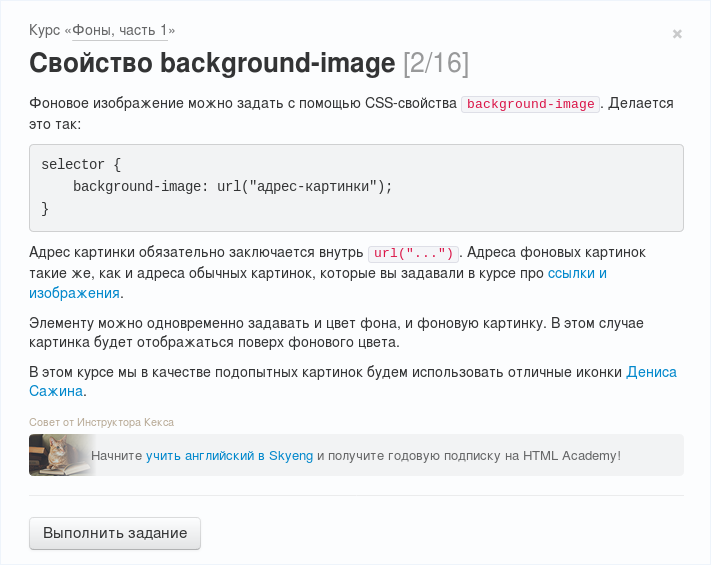 Курс «Фоны, часть 1»
×
Свойство background-image [2/16]
Фоновое изображение можно задать с помощью CSS-свойства background-image. Делается
это так:
selector {
    background-image: url("адрес-картинки");
}
Адрес картинки обязательно заключается внутрь url("..."). Адреса фоновых картинок
такие же, как и адреса обычных картинок, которые вы задавали в курсе про ссылки и
изображения.
Элементу можно одновременно задавать и цвет фона, и фоновую картинку. В этом случае
картинка будет отображаться поверх фонового цвета.
В этом курсе мы в качестве подопытных картинок будем использовать отличные иконки Дениса
Сажина.
Совет от Инструктора Кекса
Начните учить английский в Skyeng и получите годовую подписку на HTML Academy!
Выполнить задание